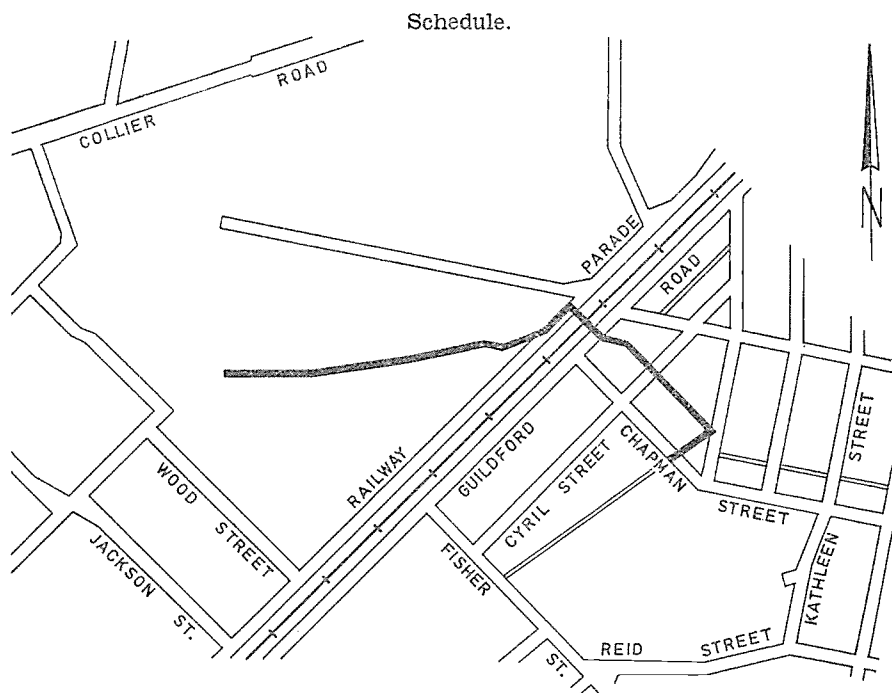 Schedule.
COLLIER ROAD
N
PARADE
ROAD
RAILWAY
GUILDFORD
CYRIL STREET
CHAPMAN
STREET
STREET
KATHLEEN
WOOD STREET
JACKSON ST.
FISHER
ST.
REID STREET